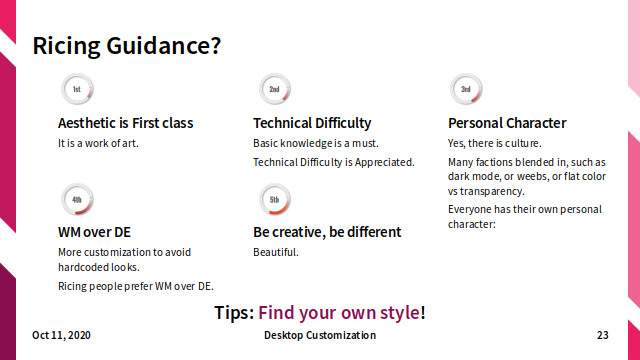 Ricing Guidance?
1st
Aesthetic is First class
It is a work of art.
2nd
Technical Difficulty
Basic knowledge is a must.
Technical Difficulty is Appreciated.
3rd
Personal Character
Yes, there is culture.
Many factions blended in, such as
dark mode, or weebs, or flat color
vs transparency.
Everyone has their own personal
character:
4th
WM over DE
More customization to avoid
hardcoded looks.
Ricing people prefer WM over DE.
5th
Be creative, be different
Beautiful.
Tips: Find your own style!
Oct 11, 2020
Desktop Customization
23